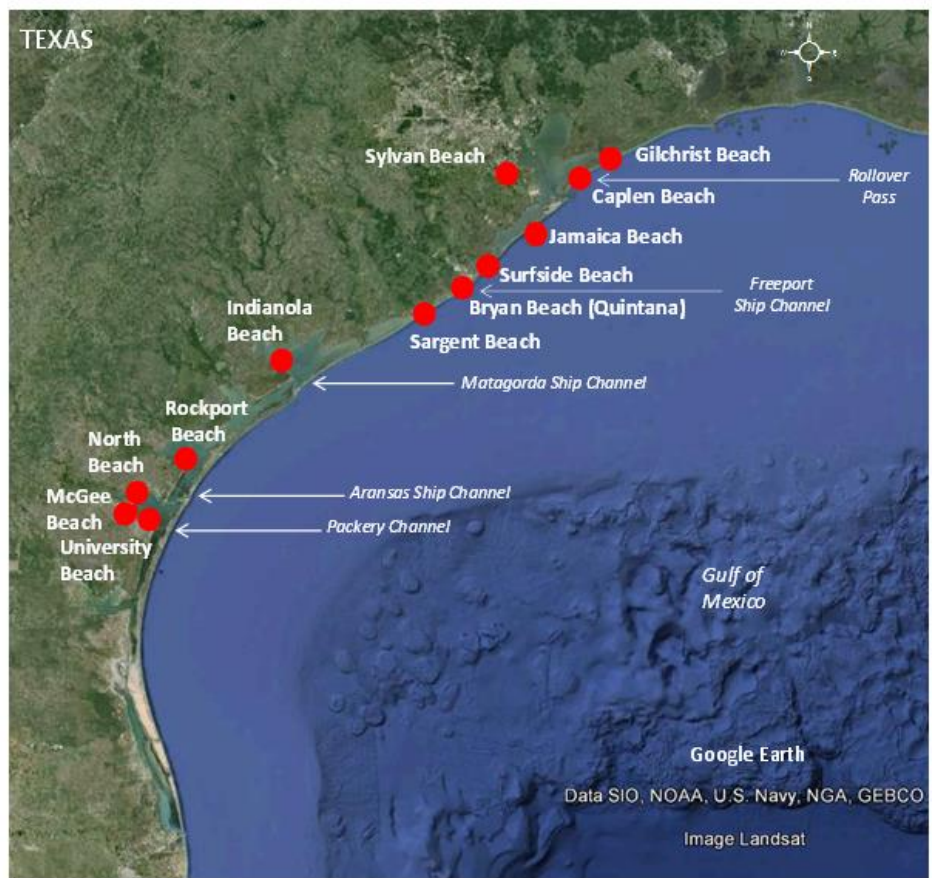 TEXAS
N
Sylvan Beach
Gilchrist Beach
Rollover
Pass
Caplen Beach
Jamaica Beach
Surfside Beach
Freeport
Ship Channel
Bryan Beach (Quintana)
Indianola
Beach
Sargent Beach
Matagorda Ship Channel
Rockport
Beach
North
Beach
McGee
Beach
Aransas Ship Channel
Packery Channel
University
Beach
Gulf of
Mexico
Google Earth
Data SIO, NOAA, U.S. Navy, NGA, GEBCO
Image Landsat